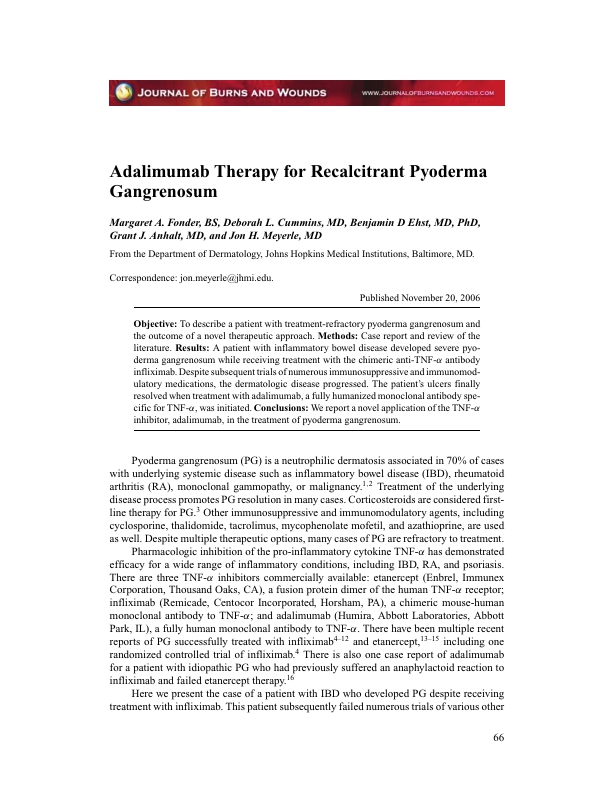 JOURNAL OF BURNS AND WOUNDS
WWW.JOURNALOFBURNSANDWOUNDS.COM
Adalimumab Therapy for Recalcitrant Pyoderma
Gangrenosum
Margaret A. Fonder, BS, Deborah L. Cummins, MD, Benjamin D Ehst, MD, PhD,
Grant J. Anhalt, MD, and Jon H. Meyerle, MD
From the Department of Dermatology, Johns Hopkins Medical Institutions, Baltimore, MD.
Correspondence: jon.meyerle@jhmi.edu.
Published November 20, 2006
Objective: To describe a patient with treatment-refractory pyoderma gangrenosum and
the outcome of a novel therapeutic approach. Methods: Case report and review of the
literature. Results: A patient with inflammatory bowel disease developed severe pyo-
derma gangrenosum while receiving treatment with the chimeric anti-TNF-α antibody
infliximab. Despite subsequent trials of numerous immunosuppressive and immunomod-
ulatory medications, the dermatologic disease progressed. The patient's ulcers finally
resolved when treatment with adalimumab, a fully humanized monoclonal antibody spe-
cific for TNF-α, was initiated. Conclusions: We report a novel application of the TNF-α
inhibitor, adalimumab, in the treatment of pyoderma gangrenosum.
Pyoderma gangrenosum (PG) is a neutrophilic dermatosis associated in 70% of cases
with underlying systemic disease such as inflammatory bowel disease (IBD), rheumatoid
arthritis (RA), monoclonal gammopathy, or malignancy.1,2 Treatment of the underlying
disease process promotes PG resolution in many cases. Corticosteroids are considered first-
line therapy for PG.3 Other immunosuppressive and immunomodulatory agents, including
cyclosporine, thalidomide, tacrolimus, mycophenolate mofetil, and azathioprine, are used
as well. Despite multiple therapeutic options, many cases of PG are refractory to treatment.
Pharmacologic inhibition of the pro-inflammatory cytokine TNF-α has demonstrated
efficacy for a wide range of inflammatory conditions, including IBD, RA, and psoriasis.
There are three TNF-α inhibitors commercially available: etanercept (Enbrel, Immunex
Corporation, Thousand Oaks, CA), a fusion protein dimer of the human TNF-α receptor;
infliximab (Remicade, Centocor Incorporated, Horsham, PA), a chimeric mouse-human
monoclonal antibody to TNF-α; and adalimumab (Humira, Abbott Laboratories, Abbott
Park, IL), a fully human monoclonal antibody to TNF-α. There have been multiple recent
reports of PG successfully treated with infliximab4–12 and etanercept,13–15 including one
randomized controlled trial of infliximab.4 There is also one case report of adalimumab
for a patient with idiopathic PG who had previously suffered an anaphylactoid reaction to
infliximab and failed etanercept therapy.16
Here we present the case of a patient with IBD who developed PG despite receiving
treatment with infliximab. This patient subsequently failed numerous trials of various other
66